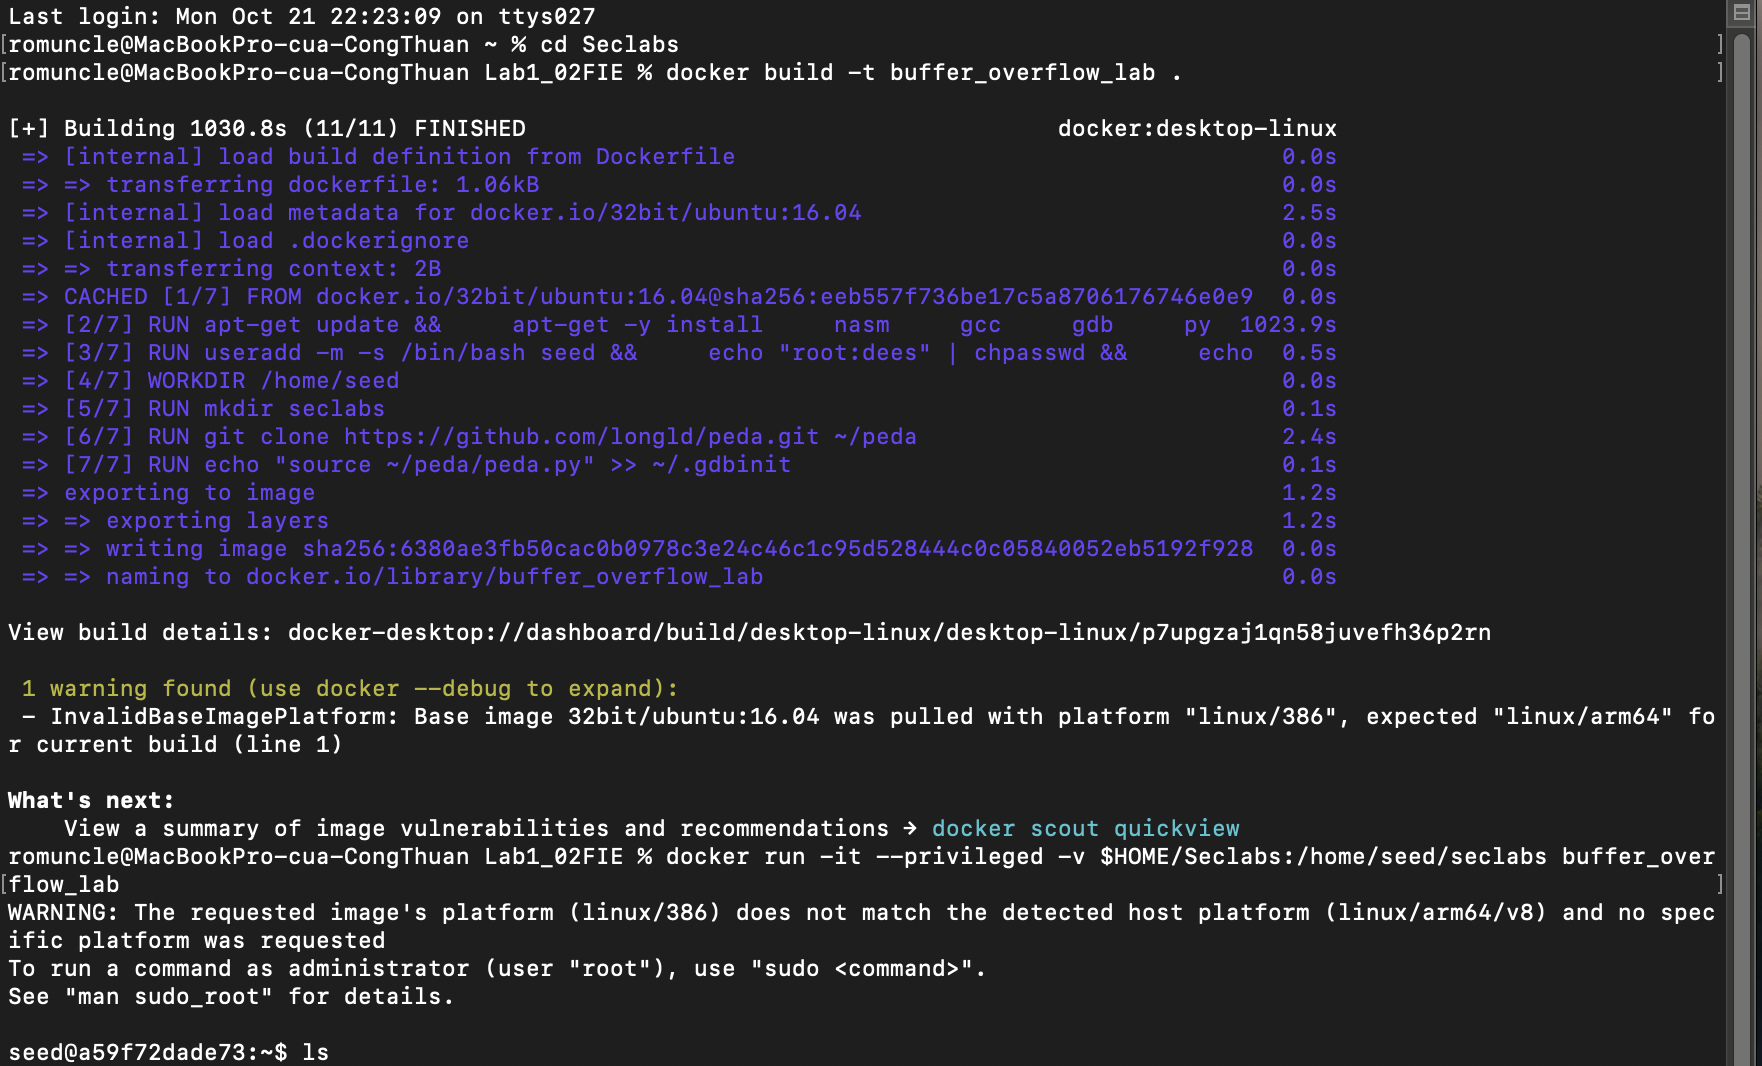 Last login: Mon Oct 21 22:23:09 on ttys027
[romuncle@MacBookPro-cua-CongThuan ~ % cd Seclabs ]
[romuncle@MacBookPro-cua-CongThuan Lab1_02FIE % docker build -t buffer_overflow_lab . ]
[+] Building 1030.8s (11/11) FINISHED docker:desktop-linux
=> [internal] load build definition from Dockerfile 0.0s
=> => transferring dockerfile: 1.06kB 0.0s
=> [internal] load metadata for docker.io/32bit/ubuntu:16.04 2.5s
=> [internal] load .dockerignore 0.0s
=> => transferring context: 2B 0.0s
=> CACHED [1/7] FROM docker.io/32bit/ubuntu:16.04@sha256:eeb557f736be17c5a8706176746e0e9 0.0s
=> [2/7] RUN apt-get update && apt-get -y install nasm gcc gdb py 1023.9s
=> [3/7] RUN useradd -m -s /bin/bash seed && echo "root:dees" | chpasswd && echo 0.5s
=> [4/7] WORKDIR /home/seed 0.0s
=> [5/7] RUN mkdir seclabs 0.1s
=> [6/7] RUN git clone https://github.com/longld/peda.git ~/peda 2.4s
=> [7/7] RUN echo "source ~/peda/peda.py" >> ~/.gdbinit 0.1s
=> exporting to image 1.2s
=> => exporting layers 1.2s
=> => writing image sha256:6380ae3fb50cac0b0978c3e24c46c1c95d528444c0c05840052eb5192f928 0.0s
=> => naming to docker.io/library/buffer_overflow_lab 0.0s
View build details: docker-desktop://dashboard/build/desktop-linux/desktop-linux/p7upgzaj1qn58juvefh36p2rn
1 warning found (use docker --debug to expand):
- InvalidBaseImagePlatform: Base image 32bit/ubuntu:16.04 was pulled with platform "linux/386", expected "linux/arm64" fo
r current build (line 1)
What's next:
View a summary of image vulnerabilities and recommendations → docker scout quickview
romuncle@MacBookPro-cua-CongThuan Lab1_02FIE % docker run -it --privileged -v $HOME/Seclabs:/home/seed/seclabs buffer_over
[flow_lab ]
WARNING: The requested image's platform (linux/386) does not match the detected host platform (linux/arm64/v8) and no spec
ific platform was requested
To run a command as administrator (user "root"), use "sudo <command>".
See "man sudo_root" for details.
seed@a59f72dade73:~$ ls